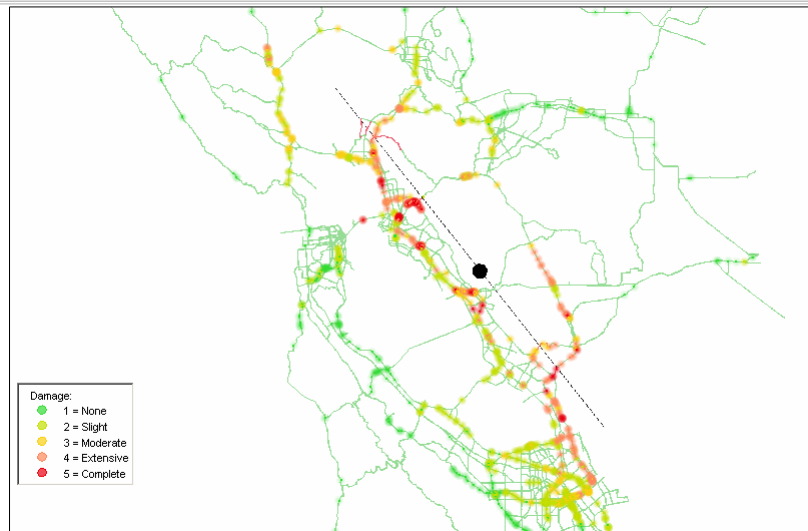 Damage:
1 = None
2 = Slight
3 = Moderate
4 = Extensive
5 = Complete